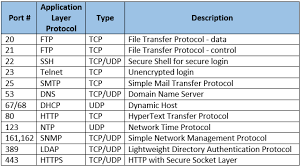 Port # Application Layer Protocol Type Description
20 FTP TCP File Transfer Protocol - data
21 FTP TCP File Transfer Protocol - control
22 SSH TCP/UDP Secure Shell for secure login
23 Telnet TCP Unencrypted login
25 SMTP TCP Simple Mail Transfer Protocol
53 DNS TCP/UDP Domain Name Server
67/68 DHCP UDP Dynamic Host
80 HTTP TCP HyperText Transfer Protocol
123 NTP UDP Network Time Protocol
161,162 SNMP TCP/UDP Simple Network Management Protocol
389 LDAP TCP/UDP Lightweight Directory Authentication Protocol
443 HTTPS TCP/UDP HTTP with Secure Socket Layer